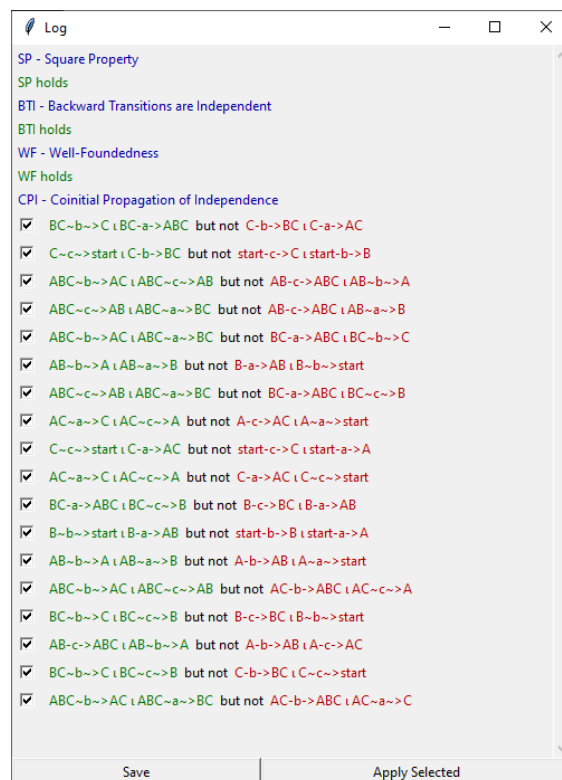 Log
SP - Square Property
SP holds
BTI - Backward Transitions are Independent
BTI holds
WF - Well-Foundedness
WF holds
CPI - Coinitial Propagation of Independence
BC~b~>C ι BC-a->ABC but not C-b->BC ι C-a->AC
C~c~>start ι C-b->BC but not start-c->C ι start-b->B
ABC~b~>AC ι ABC~c~>AB but not AB-c->ABC ι AB~b~>A
ABC~c~>AB ι ABC~a~>BC but not AB-c->ABC ι AB~a~>B
ABC~b~>AC ι ABC~a~>BC but not BC-a->ABC ι BC~b~>C
AB~b~>A ι AB~a~>B but not B-a->AB ι B~b~>start
ABC~c~>AB ι ABC~a~>BC but not BC-a->ABC ι BC~c~>B
AC~a~>C ι AC~c~>A but not A-c->AC ι A~a~>start
C~c~>start ι C-a->AC but not start-c->C ι start-a->A
AC~a~>C ι AC~c~>A but not C-a->AC ι C~c~>start
BC-a->ABC ι BC~c~>B but not B-c->BC ι B-a->AB
B~b~>start ι B-a->AB but not start-b->B ι start-a->A
AB~b~>A ι AB~a~>B but not A-b->AB ι A~a~>start
ABC~b~>AC ι ABC~c~>AB but not AC-b->ABC ι AC~c~>A
BC~b~>C ι BC~c~>B but not B-c->BC ι B~b~>start
AB-c->ABC ι AB~b~>A but not A-b->AB ι A-c->AC
BC~b~>C ι BC~c~>B but not C-b->BC ι C~c~>start
ABC~b~>AC ι ABC~a~>BC but not AC-b->ABC ι AC~a~>C
Save Apply Selected